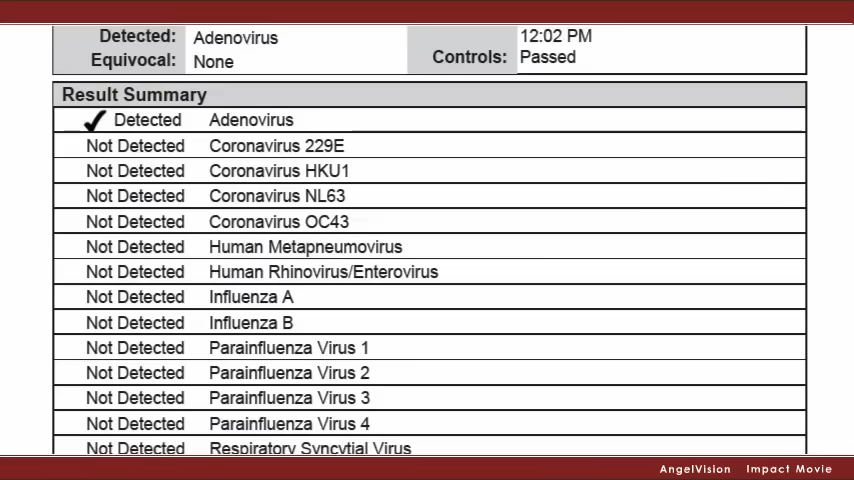 Detected: Adenovirus 12:02 PM
Equivocal: None Controls: Passed
Result Summary
Detected Adenovirus
Not Detected Coronavirus 229E
Not Detected Coronavirus HKU1
Not Detected Coronavirus NL63
Not Detected Coronavirus OC43
Not Detected Human Metapneumovirus
Not Detected Human Rhinovirus/Enterovirus
Not Detected Influenza A
Not Detected Influenza B
Not Detected Parainfluenza Virus 1
Not Detected Parainfluenza Virus 2
Not Detected Parainfluenza Virus 3
Not Detected Parainfluenza Virus 4
Not Detected Respiratory Syncytial Virus
AngelVision Impact Movie